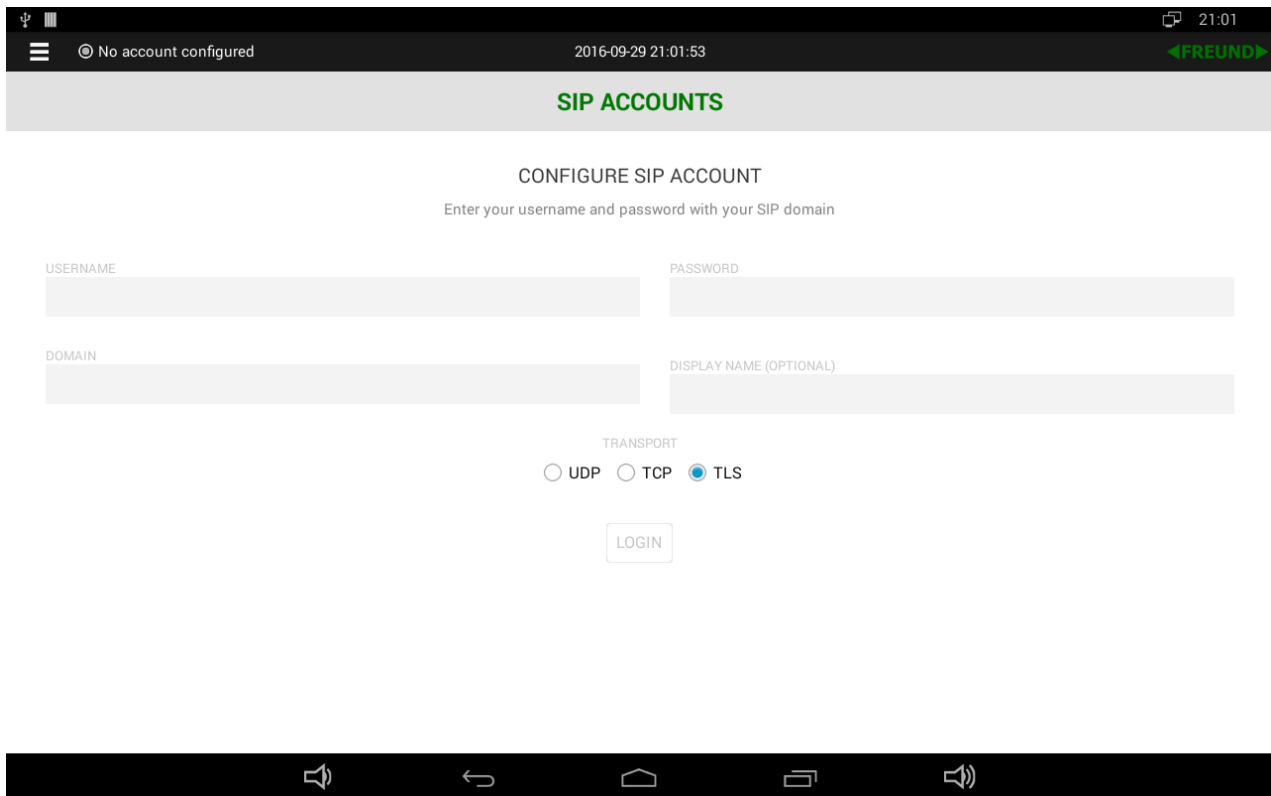 21:01
No account configured 2016-09-29 21:01:53 FREUND
SIP ACCOUNTS
CONFIGURE SIP ACCOUNT
Enter your username and password with your SIP domain
USERNAME PASSWORD
DOMAIN
DISPLAY NAME (OPTIONAL)
TRANSPORT
UDP TCP TLS
LOGIN